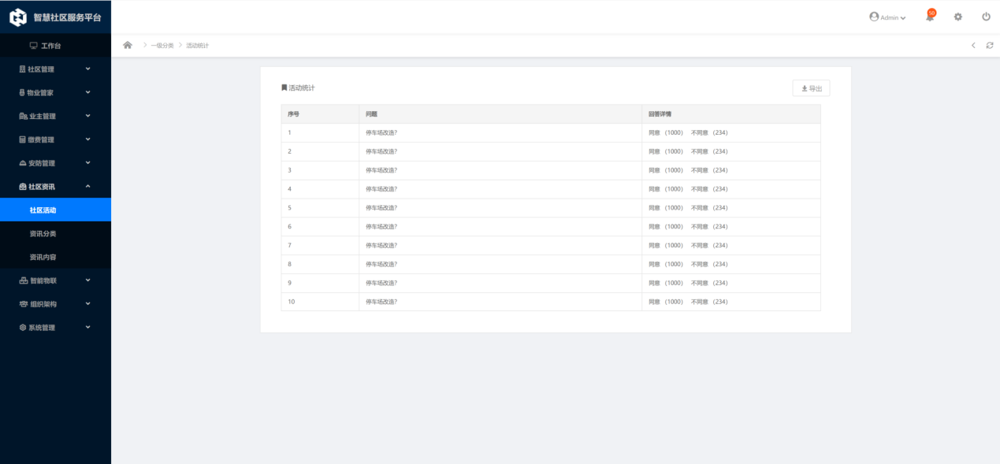 智慧社区服务平台
Admin
50
工作台
一级分类 活动统计
社区管理
物业管家
业主管理
缴费管理
安防管理
社区资讯
社区活动
资讯分类
资讯内容
智能物联
组织架构
系统管理
活动统计
导出
序号 问题 回答详情
1 停车场改造? 同意 (1000) 不同意 (234)
2 停车场改造? 同意 (1000) 不同意 (234)
3 停车场改造? 同意 (1000) 不同意 (234)
4 停车场改造? 同意 (1000) 不同意 (234)
5 停车场改造? 同意 (1000) 不同意 (234)
6 停车场改造? 同意 (1000) 不同意 (234)
7 停车场改造? 同意 (1000) 不同意 (234)
8 停车场改造? 同意 (1000) 不同意 (234)
9 停车场改造? 同意 (1000) 不同意 (234)
10 停车场改造? 同意 (1000) 不同意 (234)